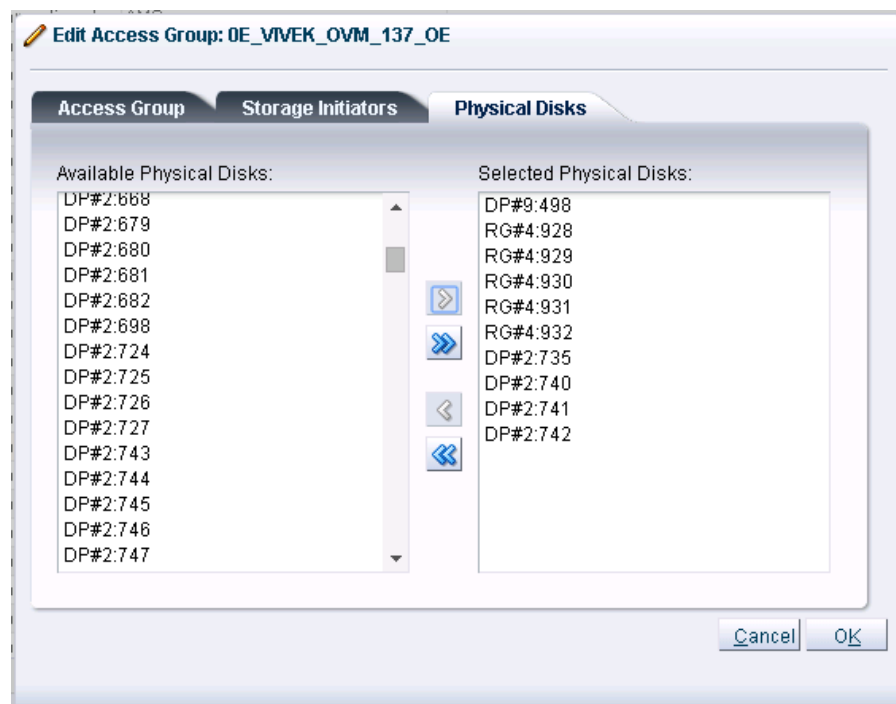 Edit Access Group: 0E_VIVEK_OVM_137_OE
Access Group
Storage Initiators
Physical Disks
Available Physical Disks:
DP#2:668
DP#2:679
DP#2:680
DP#2:681
DP#2:682
DP#2:698
DP#2:724
DP#2:725
DP#2:726
DP#2:727
DP#2:743
DP#2:744
DP#2:745
DP#2:746
DP#2:747
Selected Physical Disks:
DP#9:498
RG#4:928
RG#4:929
RG#4:930
RG#4:931
RG#4:932
DP#2:735
DP#2:740
DP#2:741
DP#2:742
Cancel
OK